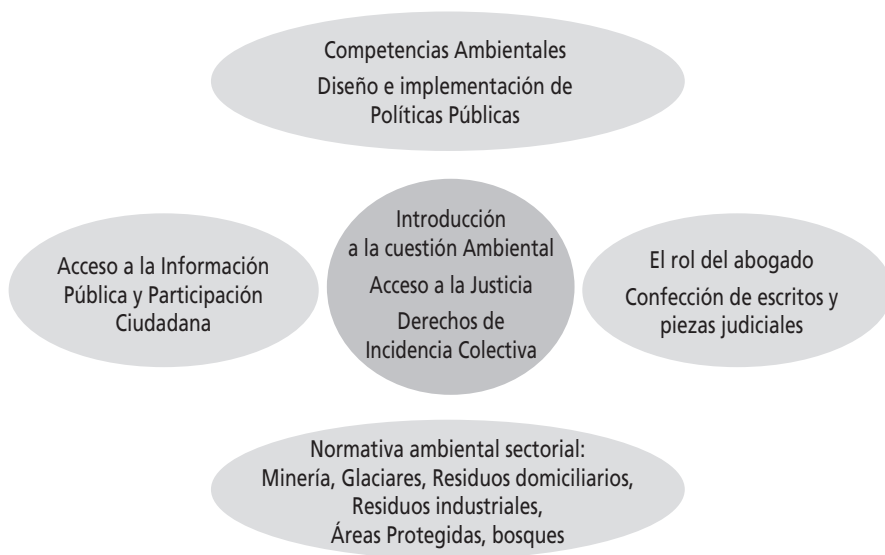 Competencias Ambientales
Diseño e implementación de
Políticas Públicas
Acceso a la Información
Pública y Participación
Ciudadana
Introducción
a la cuestión Ambiental
Acceso a la Justicia
Derechos de
Incidencia Colectiva
El rol del abogado
Confección de escritos y
piezas judiciales
Normativa ambiental sectorial:
Minería, Glaciares, Residuos domiciliarios,
Residuos industriales,
Áreas Protegidas, bosques